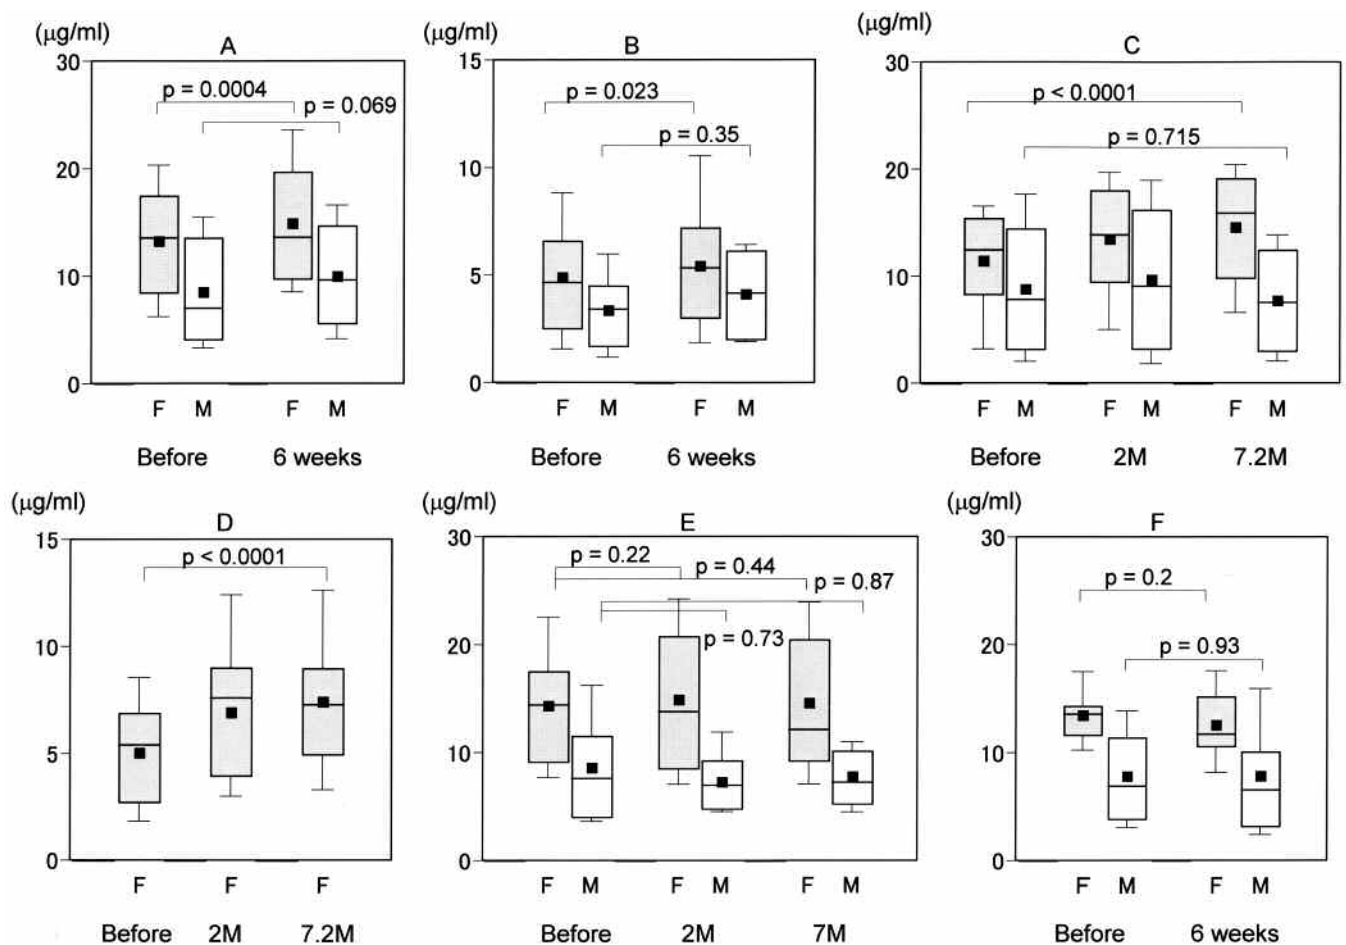 (μg/ml)
A
30
20
10
0
p = 0.0004
p = 0.069
F M F M
Before 6 weeks
(μg/ml)
B
15
10
5
0
p = 0.023
p = 0.35
F M F M
Before 6 weeks
(μg/ml)
C
30
20
10
0
p < 0.0001
p = 0.715
F M F M F M
Before 2M 7.2M
(μg/ml)
D
15
10
5
0
p < 0.0001
F F F
Before 2M 7.2M
(μg/ml)
E
30
20
10
0
p = 0.22
p = 0.44
p = 0.87
p = 0.73
F M F M F M
Before 2M 7M
(μg/ml)
F
30
20
10
0
p = 0.2
p = 0.93
F M F M
Before 6 weeks